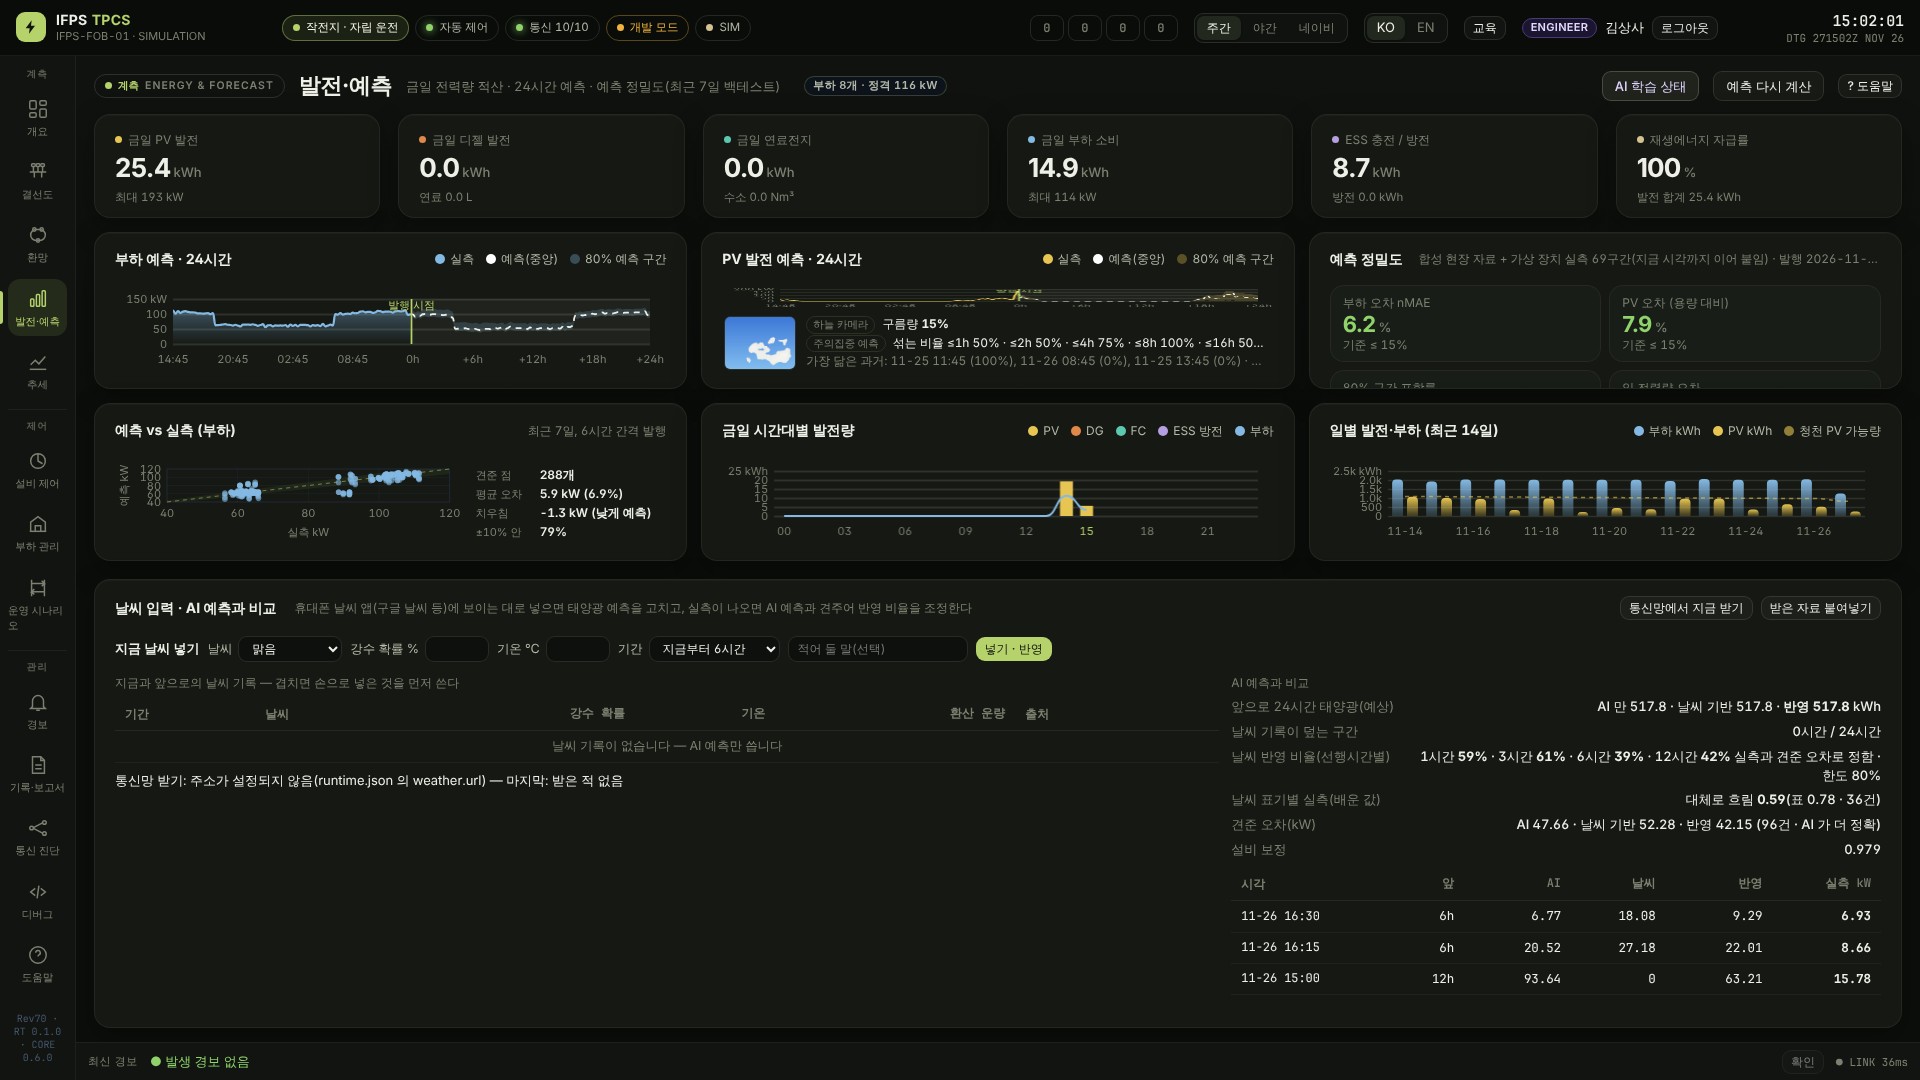 IFPS TPCS
IFPS-FOB-01 · SIMULATION
작전지 · 자립 운전
자동 제어
통신 10/10
개발 모드
SIM
0 0 0 0
주간 야간 네이비
KO EN
교육
ENGINEER 김상사 로그아웃
15:02:01
DTG 271502Z NOV 26
계측
개요
결선도
환망
발전·예측
추세
제어
설비 제어
부하 관리
운영 시나리
오
관리
경보
기록·보고서
통신 진단
디버그
도움말
Rev70 ·
RT 0.1.0
· CORE
0.6.0
계측 ENERGY & FORECAST
발전·예측
금일 전력량 적산 · 24시간 예측 · 예측 정밀도(최근 7일 백테스트)
부하 8개 · 정격 116 kW
AI 학습 상태
예측 다시 계산
? 도움말
금일 PV 발전
25.4 kWh
최대 193 kW
금일 디젤 발전
0.0 kWh
연료 0.0 L
금일 연료전지
0.0 kWh
수소 0.0 Nm³
금일 부하 소비
14.9 kWh
최대 114 kW
ESS 충전 / 방전
8.7 kWh
방전 0.0 kWh
재생에너지 자급률
100 %
발전 합계 25.4 kWh
부하 예측 · 24시간
실측 예측(중앙) 80% 예측 구간
발행 시점
150 kW
100
50
0
14:45 20:45 02:45 08:45 0h +6h +12h +18h +24h
PV 발전 예측 · 24시간
실측 예측(중앙) 80% 예측 구간
하늘 카메라 구름량 15%
주의집중 예측 섞는 비율 ≤1h 50% · ≤2h 50% · ≤4h 75% · ≤8h 100% · ≤16h 50...
가장 닮은 과거: 11-25 11:45 (100%), 11-26 08:45 (0%), 11-25 13:45 (0%) · ...
예측 정밀도
합성 현장 자료 + 가상 장치 실측 69구간(지금 시각까지 이어 붙임) · 발행 2026-11-...
부하 오차 nMAE
6.2 %
기준 ≤ 15%
PV 오차 (용량 대비)
7.9 %
기준 ≤ 15%
예측 vs 실측 (부하)
최근 7일, 6시간 간격 발행
예측 kW
120
100
80
60
40
40 60 80 100 120
실측 kW
견준 점 288개
평균 오차 5.9 kW (6.9%)
치우침 -1.3 kW (낮게 예측)
±10% 안 79%
금일 시간대별 발전량
PV DG FC ESS 방전 부하
25 kWh
20
15
10
5
0
00 03 06 09 12 15 18 21
일별 발전·부하 (최근 14일)
부하 kWh PV kWh 청천 PV 가능량
2.5k kWh
2.0k
1.5k
1.0k
500
0
11-14 11-16 11-18 11-20 11-22 11-24 11-26
날씨 입력 · AI 예측과 비교
휴대폰 날씨 앱(구글 날씨 등)에 보이는 대로 넣으면 태양광 예측을 고치고, 실측이 나오면 AI 예측과 견주어 반영 비율을 조정한다
통신망에서 지금 받기
받은 자료 붙여넣기
지금 날씨 넣기 날씨 맑음 강수 확률 % 기온 °C 기간 지금부터 6시간 적어 둘 말(선택) 넣기 · 반영
지금과 앞으로의 날씨 기록 — 겹치면 손으로 넣은 것을 먼저 쓴다
기간 날씨 강수 확률 기온 환산 운량 출처
날씨 기록이 없습니다 — AI 예측만 씁니다
통신망 받기: 주소가 설정되지 않음(runtime.json 의 weather.url) — 마지막: 받은 적 없음
AI 예측과 비교
앞으로 24시간 태양광(예상) AI 만 517.8 · 날씨 기반 517.8 · 반영 517.8 kWh
날씨 기록이 덮는 구간 0시간 / 24시간
날씨 반영 비율(선행시간별) 1시간 59% · 3시간 61% · 6시간 39% · 12시간 42% 실측과 견준 오차로 정함 ·
한도 80%
날씨 표기별 실측(배운 값) 대체로 흐림 0.59(표 0.78 · 36건)
견준 오차(kW) AI 47.66 · 날씨 기반 52.28 · 반영 42.15 (96건 · AI 가 더 정확)
설비 보정 0.979
시각 앞 AI 날씨 반영 실측 kW
11-26 16:30 6h 6.77 18.08 9.29 6.93
11-26 16:15 6h 20.52 27.18 22.01 8.66
11-26 15:00 12h 93.64 0 63.21 15.78
최신 경보 발생 경보 없음
확인
LINK 36ms